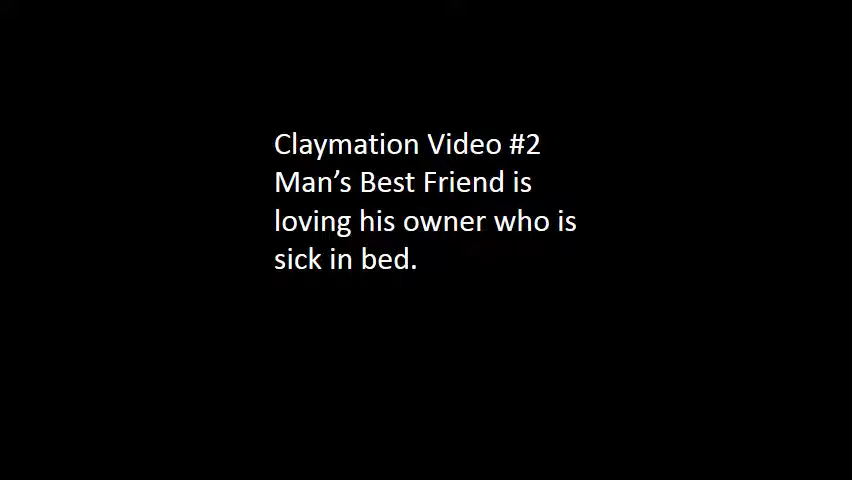 Claymation Video #2
Man’s Best Friend is
loving his owner who is
sick in bed.